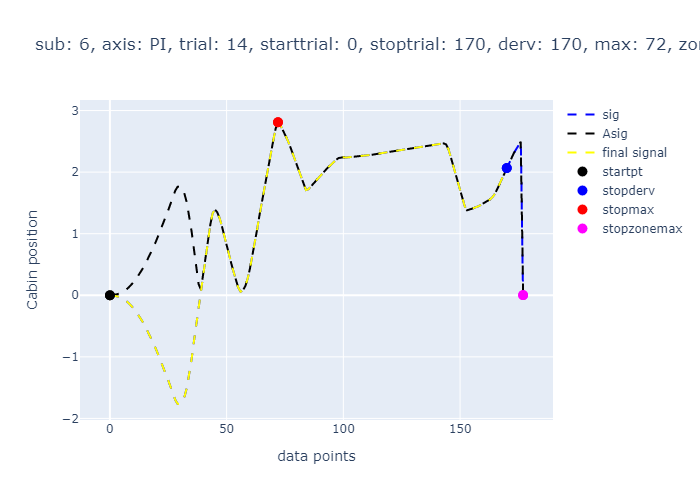 sub: 6, axis: PI, trial: 14, starttrial: 0, stoptrial: 170, derv: 170, max: 72, zo
3
2
1
0
−1
−2
0
50
100
150
Cabin position
data points
sig
Asig
final signal
startpt
stopderv
stopmax
stopzonemax